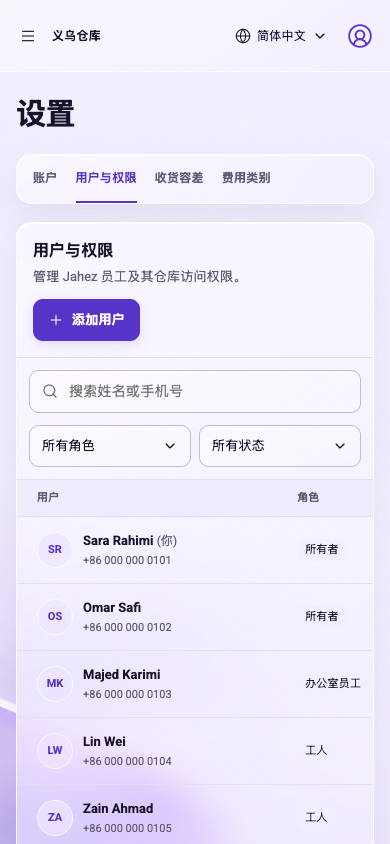 义乌仓库
简体中文
设置
账户 用户与权限 收货容差 费用类别
用户与权限
管理 Jahez 员工及其仓库访问权限。
添加用户
搜索姓名或手机号
所有角色 所有状态
用户 角色
SR Sara Rahimi (你) 所有者
+86 000 000 0101
OS Omar Safi 所有者
+86 000 000 0102
MK Majed Karimi 办公室员工
+86 000 000 0103
LW Lin Wei 工人
+86 000 000 0104
ZA Zain Ahmad 工人
+86 000 000 0105